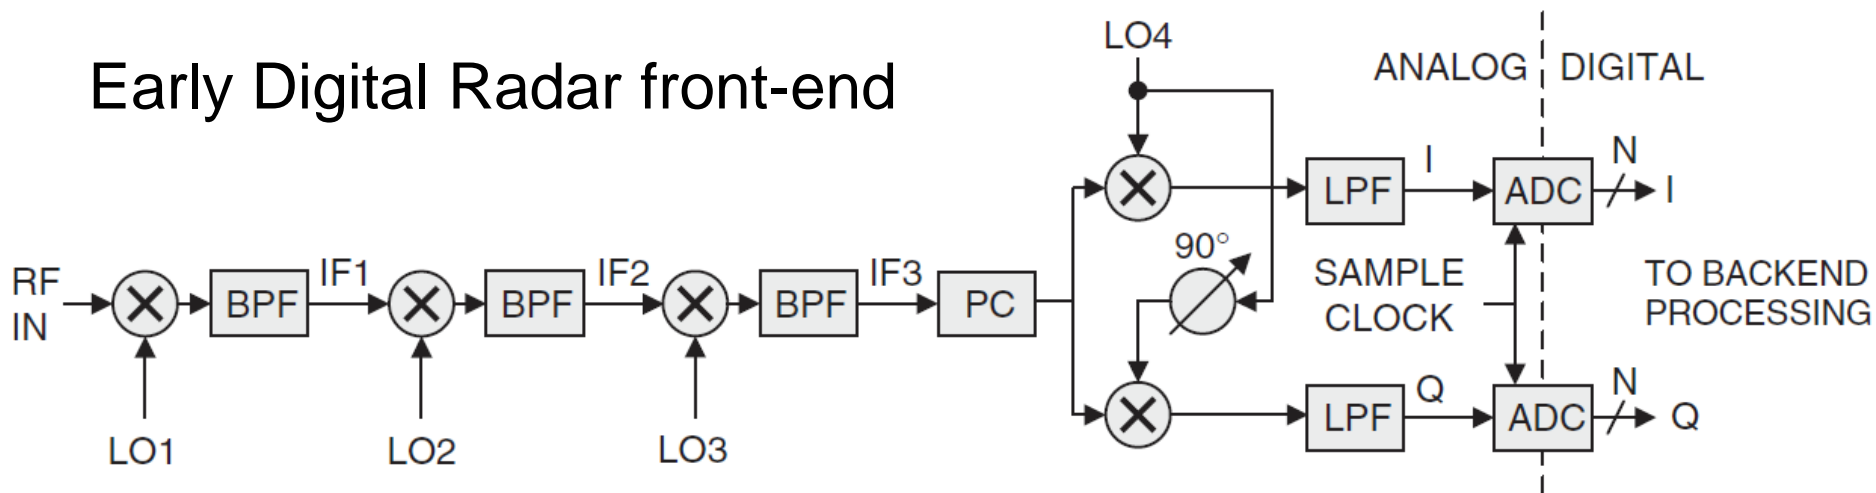 Early Digital Radar front-end
LO4
ANALOG
DIGITAL
RF
IN
BPF
IF1
BPF
IF2
BPF
IF3
PC
LO1
LO2
LO3
90°
LPF
I
ADC
N
I
SAMPLE
CLOCK
TO BACKEND
PROCESSING
LPF
Q
ADC
N
Q